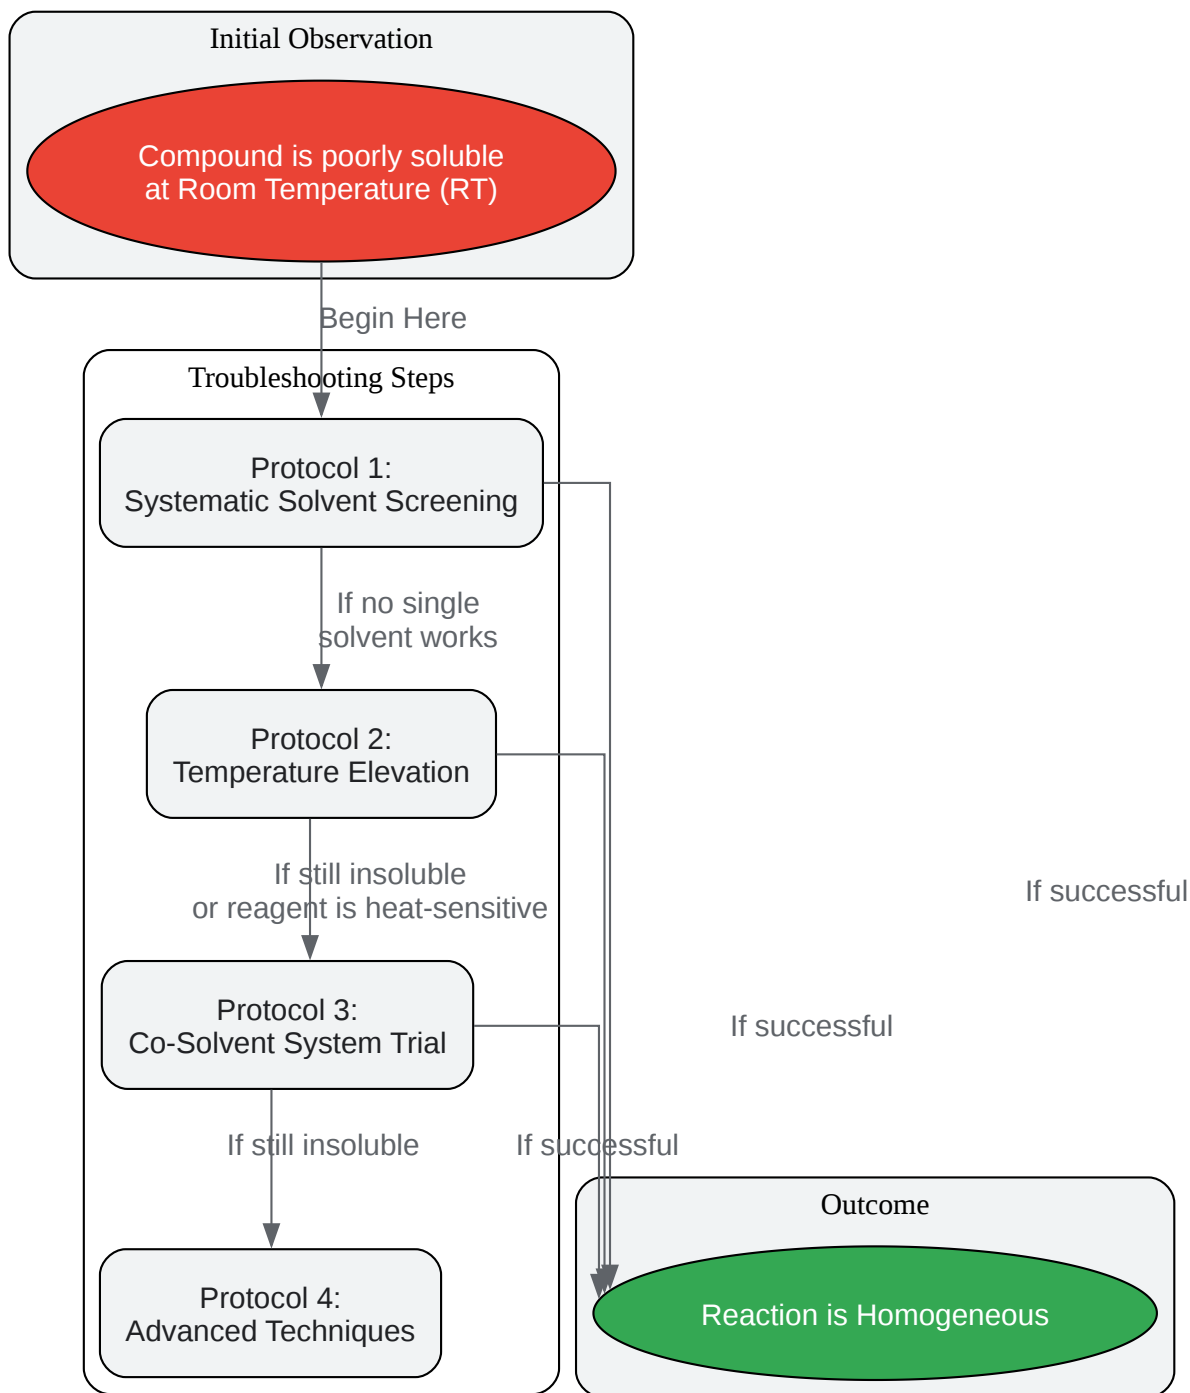 Initial Observation
Compound is poorly soluble
at Room Temperature (RT)
Begin Here
Troubleshooting Steps
Protocol 1:
Systematic Solvent Screening
If no single
solvent works
Protocol 2:
Temperature Elevation
If still insoluble
or reagent is heat-sensitive
If successful
Protocol 3:
Co-Solvent System Trial
If successful
If still insoluble
If successful
Outcome
Protocol 4:
Advanced Techniques
Reaction is Homogeneous